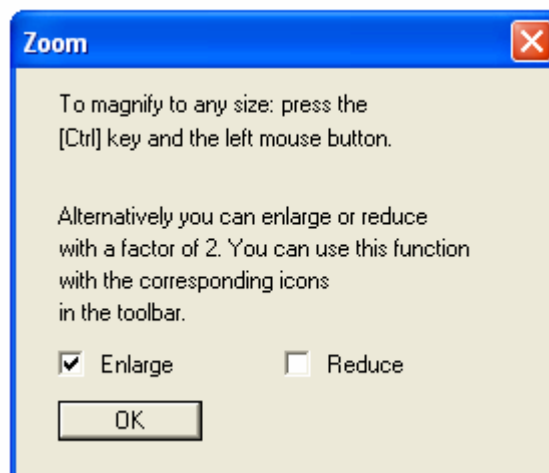 Zoom
To magnify to any size: press the
[Ctrl] key and the left mouse button.
Alternatively you can enlarge or reduce
with a factor of 2. You can use this function
with the corresponding icons
in the toolbar.
Enlarge Reduce
OK